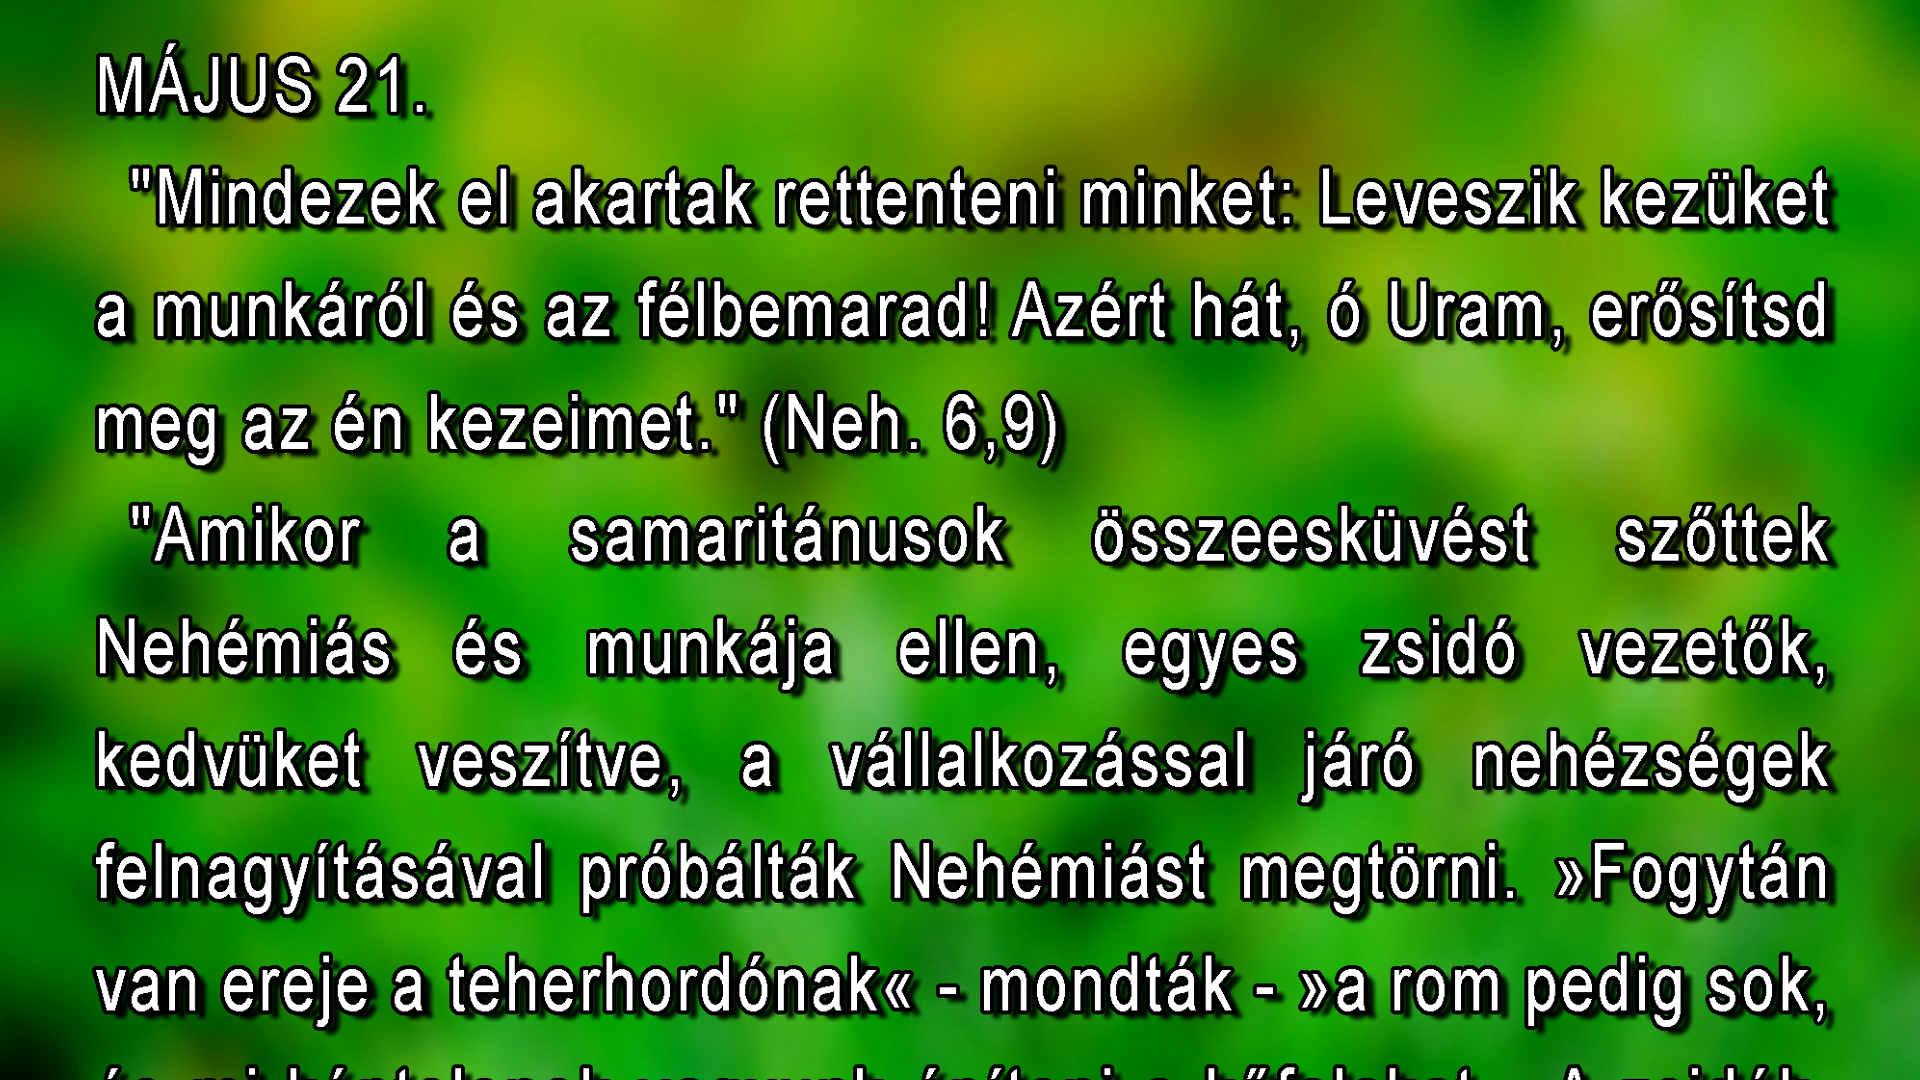 MÁJUS 21.
"Mindezek el akartak rettenteni minket: Leveszik kezüket
a munkáról és az félbemarad! Azért hát, ó Uram, erősítsd
meg az én kezeimet." (Neh. 6,9)
"Amikor a samaritánusok összeesküvést szőttek
Nehémiás és munkája ellen, egyes zsidó vezetők,
kedvüket veszítve, a vállalkozással járó nehézségek
felnagyításával próbálták Nehémiást megtörni. »Fogytán
van ereje a teherhordónak« - mondták - »a rom pedig sok,